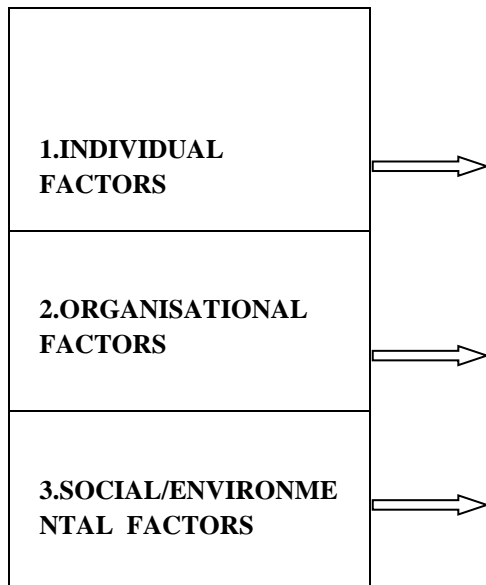 1.INDIVIDUAL
FACTORS
2.ORGANISATIONAL
FACTORS
3.SOCIAL/ENVIRONME
NTAL FACTORS